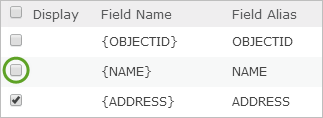 Display Field Name Field Alias
{OBJECTID} OBJECTID
{NAME} NAME
{ADDRESS} ADDRESS